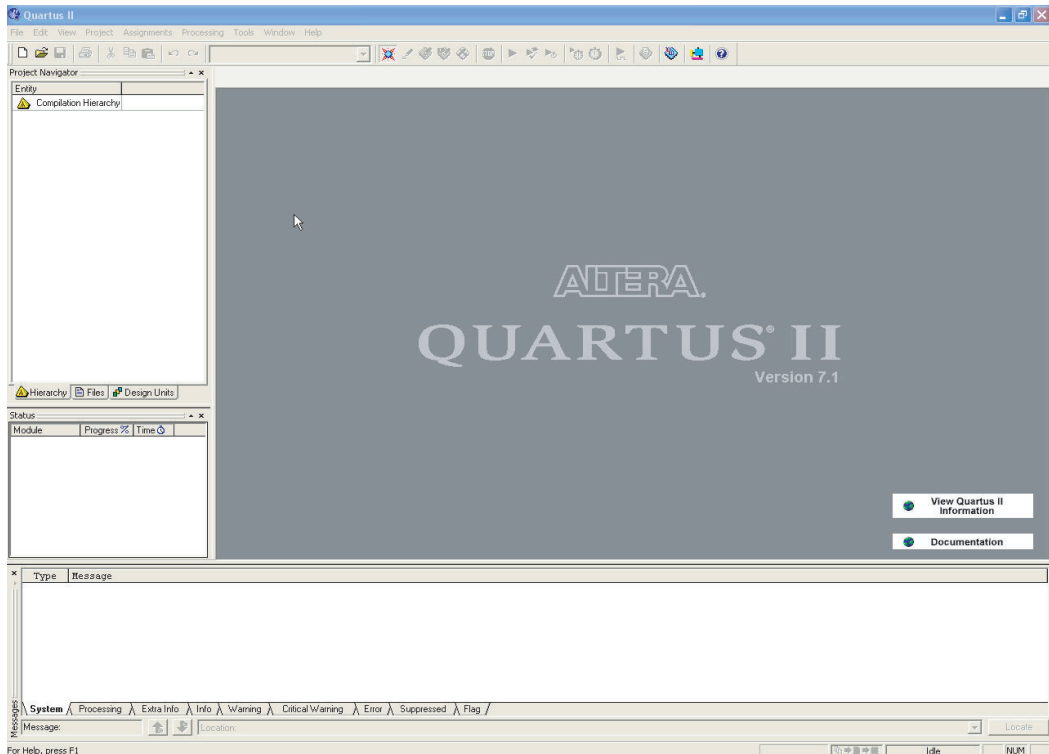 Quartus II
File Edit View Project Assignments Processing Tools Window Help
Project Navigator
Entity
Compilation Hierarchy
ALTERA.
QUARTUS® II
Version 7.1
Hierarchy Files Design Units
Status
Module Progress % Time
View Quartus II
Information
Documentation
Type Message
System Processing Extra Info Info Warning Critical Warning Error Suppressed Flag
Messages
Message: Location: Locate
For Help, press F1 Idle NUM